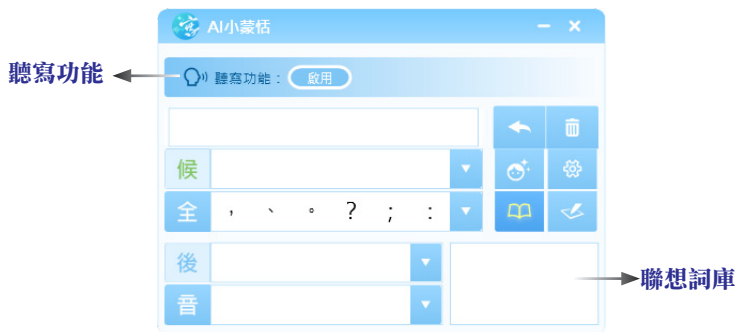 AI小蒙恬
聽寫功能
聽寫功能：
啟用
候
全 ， 、 。 ? ; :
後
音
聯想詞庫